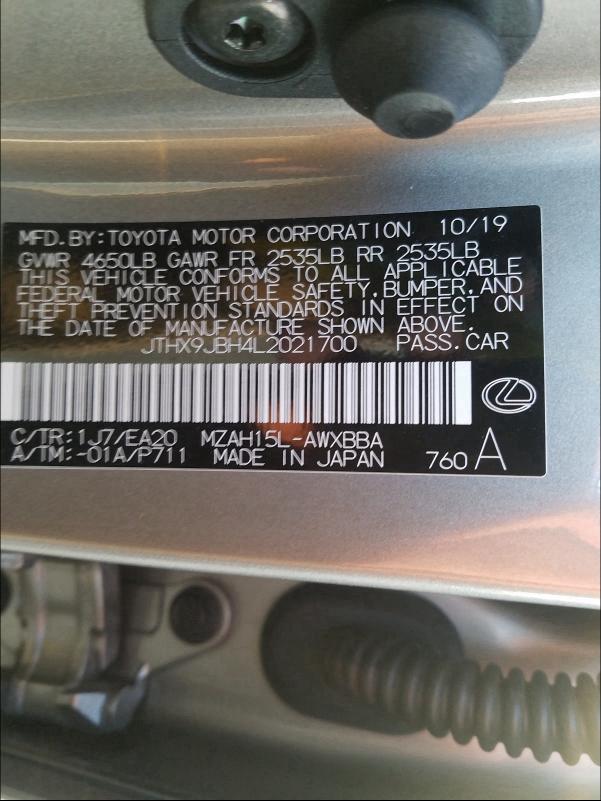 MFD.BY:TOYOTA MOTOR CORPORATION 10/19
GVWR 4650LB GAWR FR 2535LB RR 2535LB
THIS VEHICLE CONFORMS TO ALL APPLICABLE
FEDERAL MOTOR VEHICLE SAFETY,BUMPER,AND
THEFT PREVENTION STANDARDS IN EFFECT ON
THE DATE OF MANUFACTURE SHOWN ABOVE.
JTHX9JBH4L2021700 PASS.CAR
C/TR:1J7/EA20 MZAH15L-AWXBBA
A/TM:-01A/P711 MADE IN JAPAN 760 A